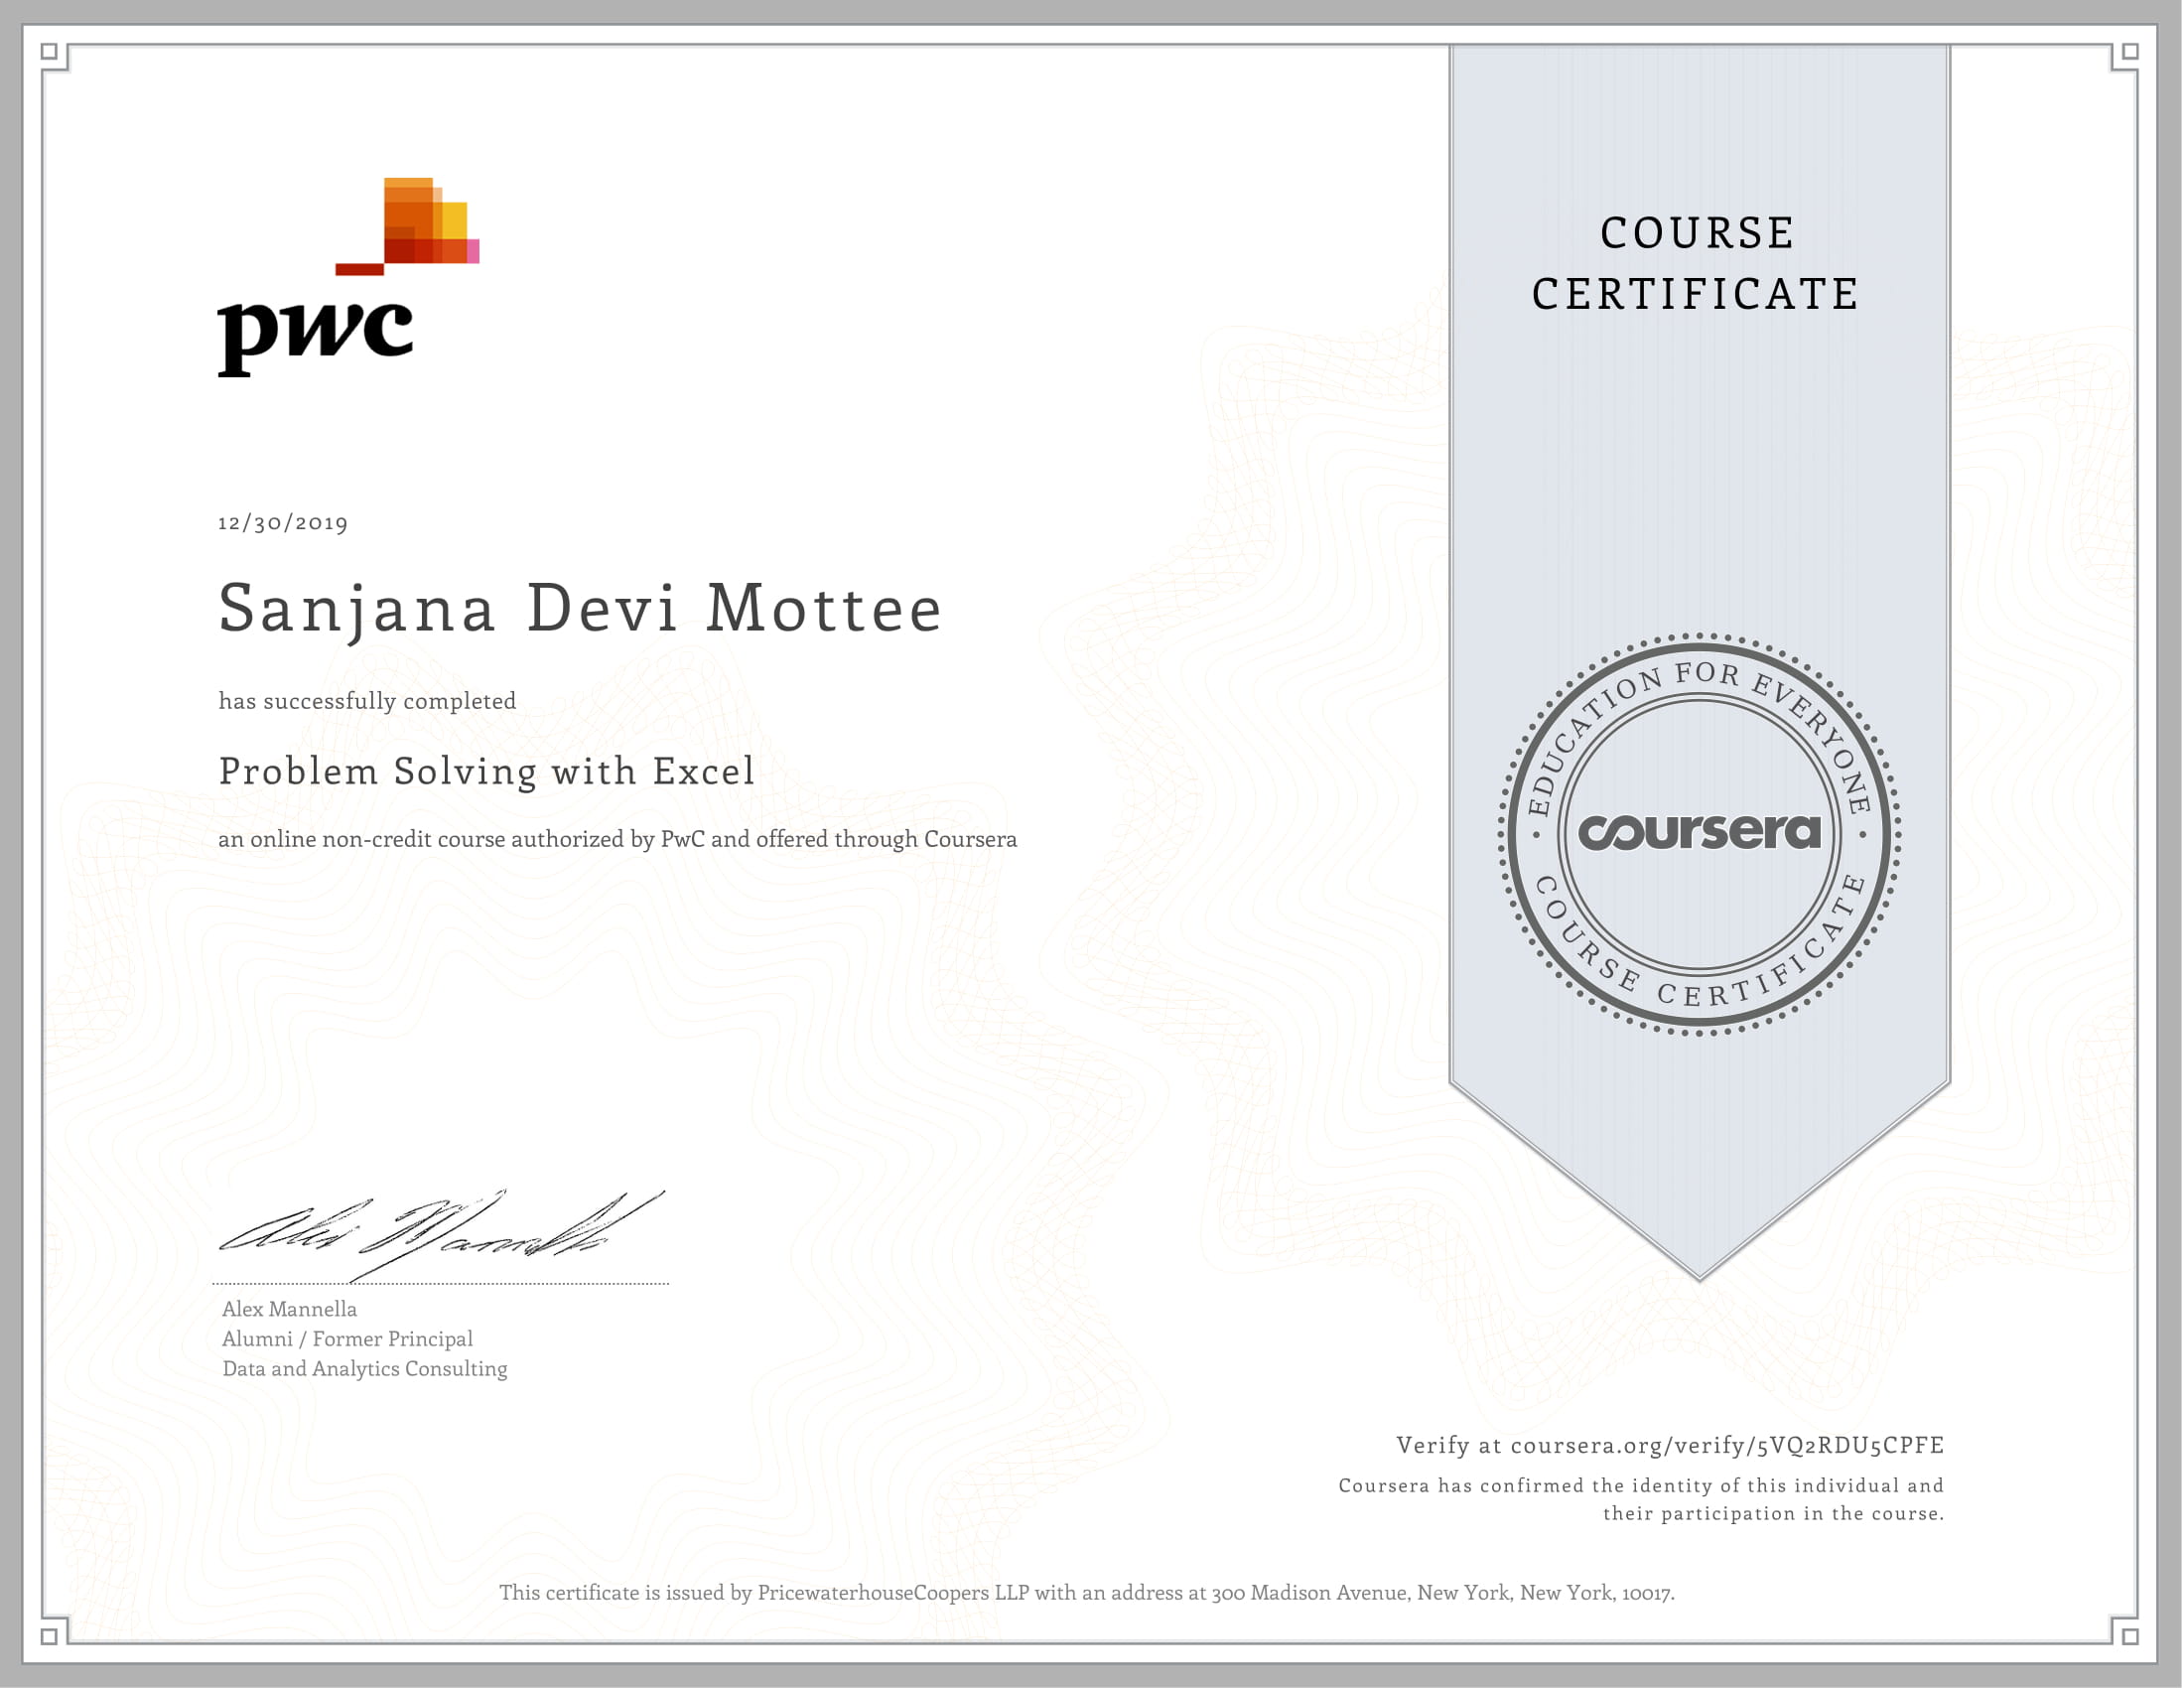 pwc
COURSE
CERTIFICATE
12/30/2019
Sanjana Devi Mottee
has successfully completed
Problem Solving with Excel
an online non-credit course authorized by PwC and offered through Coursera
EDUCATION FOR EVERYONE
coursera
COURSE CERTIFICATE
Alex Mannella
Alex Mannella
Alumni / Former Principal
Data and Analytics Consulting
Verify at coursera.org/verify/5VQ2RDU5CPFE
Coursera has confirmed the identity of this individual and
their participation in the course.
This certificate is issued by PricewaterhouseCoopers LLP with an address at 300 Madison Avenue, New York, New York, 10017.